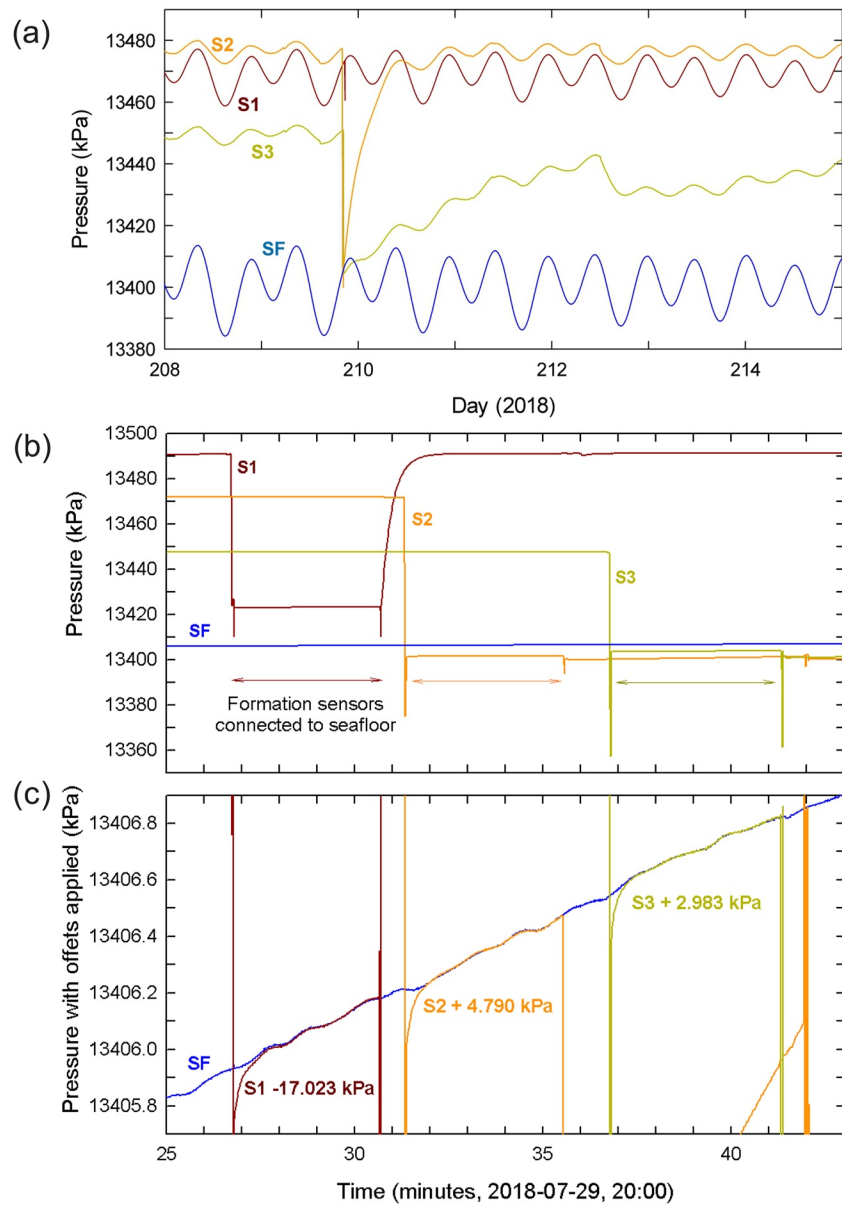 (a)
13480
13460
13440
13420
13400
13380
Pressure (kPa)
S2
S1
S3
SF
208
210
212
214
Day (2018)
(b)
13500
13480
13460
13440
13420
13400
13380
13360
Pressure (kPa)
S1
S2
S3
SF
Formation sensors
connected to seafloor
(c)
13406.8
13406.6
13406.4
13406.2
13406.0
13405.8
Pressure with offets applied (kPa)
S3 + 2.983 kPa
S2 + 4.790 kPa
SF
S1 -17.023 kPa
25
30
35
40
Time (minutes, 2018-07-29, 20:00)